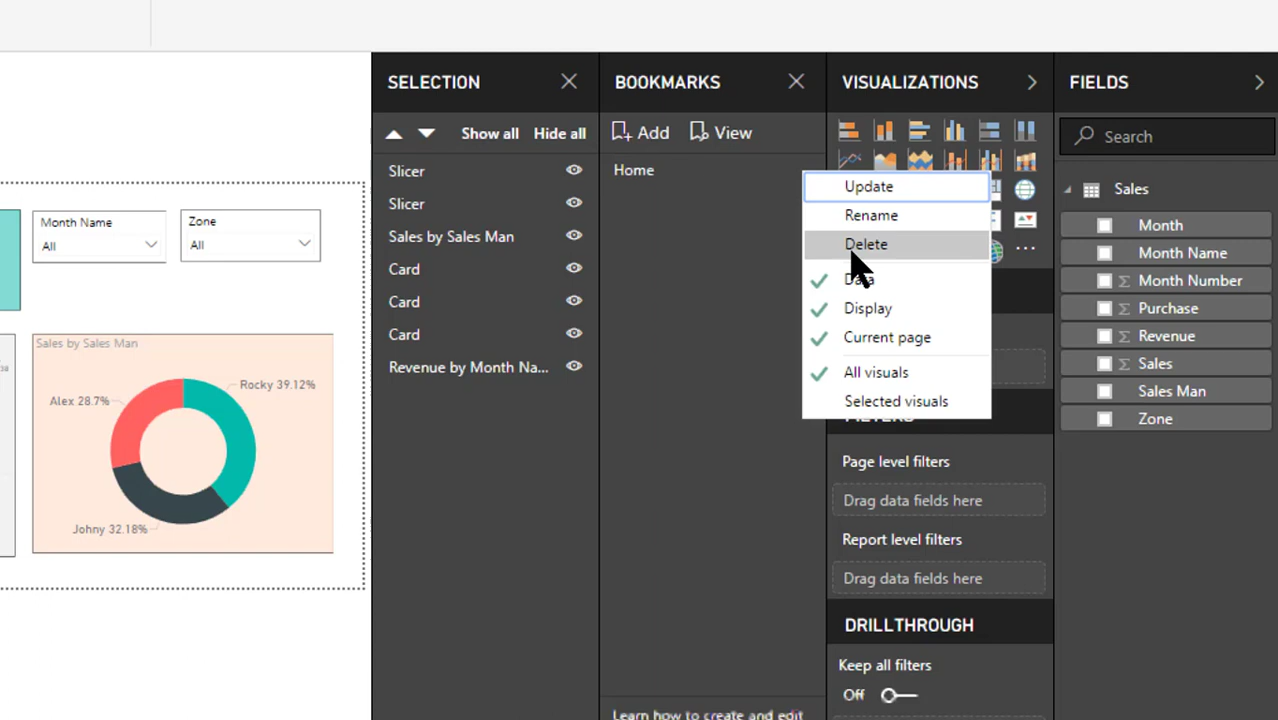 SELECTION
BOOKMARKS
VISUALIZATIONS
FIELDS
Show all
Hide all
Add
View
Search
Slicer
Slicer
Sales by Sales Man
Card
Card
Card
Revenue by Month Na...
Home
Update
Rename
Delete
Display
Current page
All visuals
Selected visuals
Page level filters
Drag data fields here
Report level filters
Drag data fields here
DRILLTHROUGH
Keep all filters
Off
Learn how to create and edit
Sales
Month
Month Name
Σ Month Number
Σ Purchase
Σ Revenue
Σ Sales
Sales Man
Zone
Month Name
All
Zone
All
Sales by Sales Man
Rocky 39.12%
Alex 28.7%
Johny 32.18%